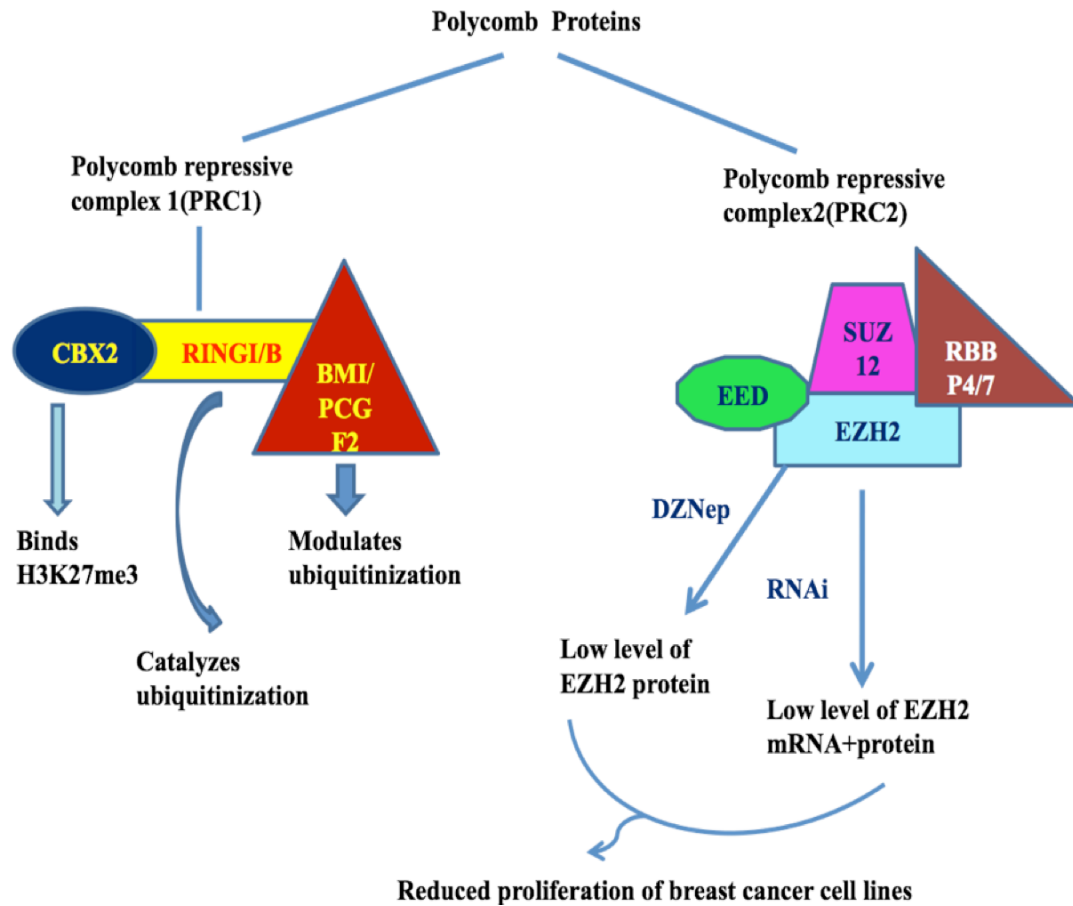 Polycomb Proteins
Polycomb repressive
complex 1(PRC1)
Polycomb repressive
complex2(PRC2)
CBX2
RINGI/B
BMI/
PCG
F2
SUZ
12
RBB
P4/7
EED
EZH2
Binds
H3K27me3
Modulates
ubiquitinization
Catalyzes
ubiquitinization
DZNep
RNAi
Low level of
EZH2 protein
Low level of EZH2
mRNA+protein
Reduced proliferation of breast cancer cell lines